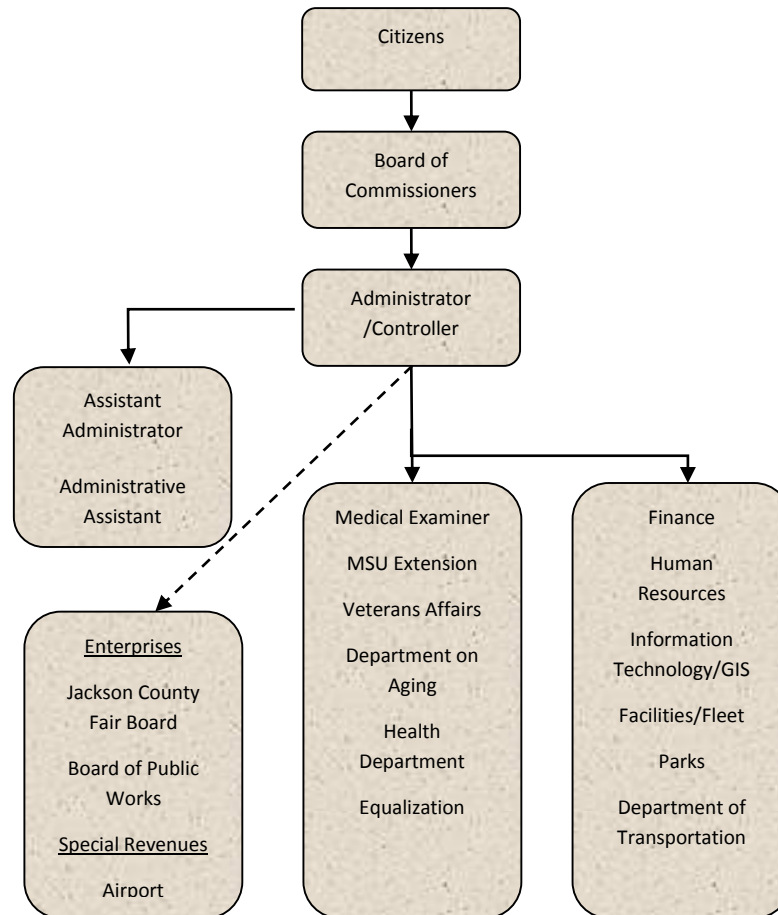 Citizens
Board of
Commissioners
Administrator
/Controller
Assistant
Administrator
Administrative
Assistant
Enterprises
Jackson County
Fair Board
Board of Public
Works
Special Revenues
Airport
Medical Examiner
MSU Extension
Veterans Affairs
Department on
Aging
Health
Department
Equalization
Finance
Human
Resources
Information
Technology/GIS
Facilities/Fleet
Parks
Department of
Transportation